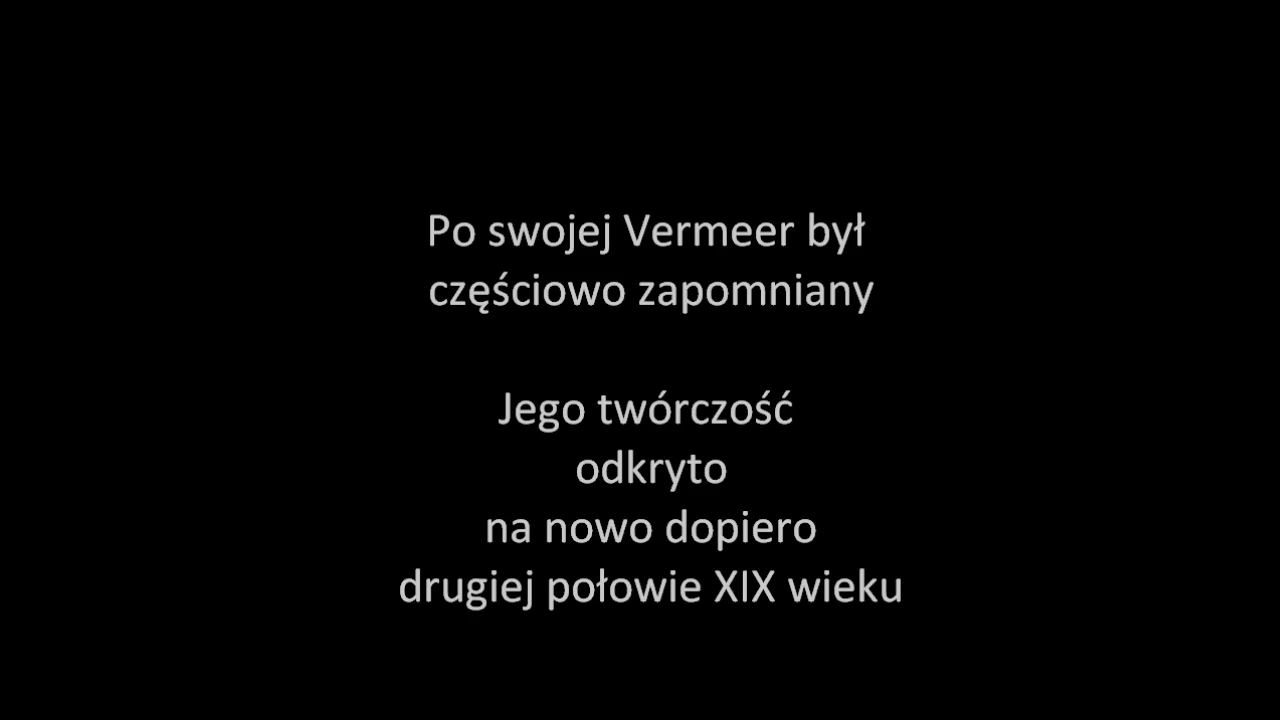 Po swojej Vermeer był
częściowo zapomniany
Jego twórczość
odkryto
na nowo dopiero
drugiej połowie XIX wieku